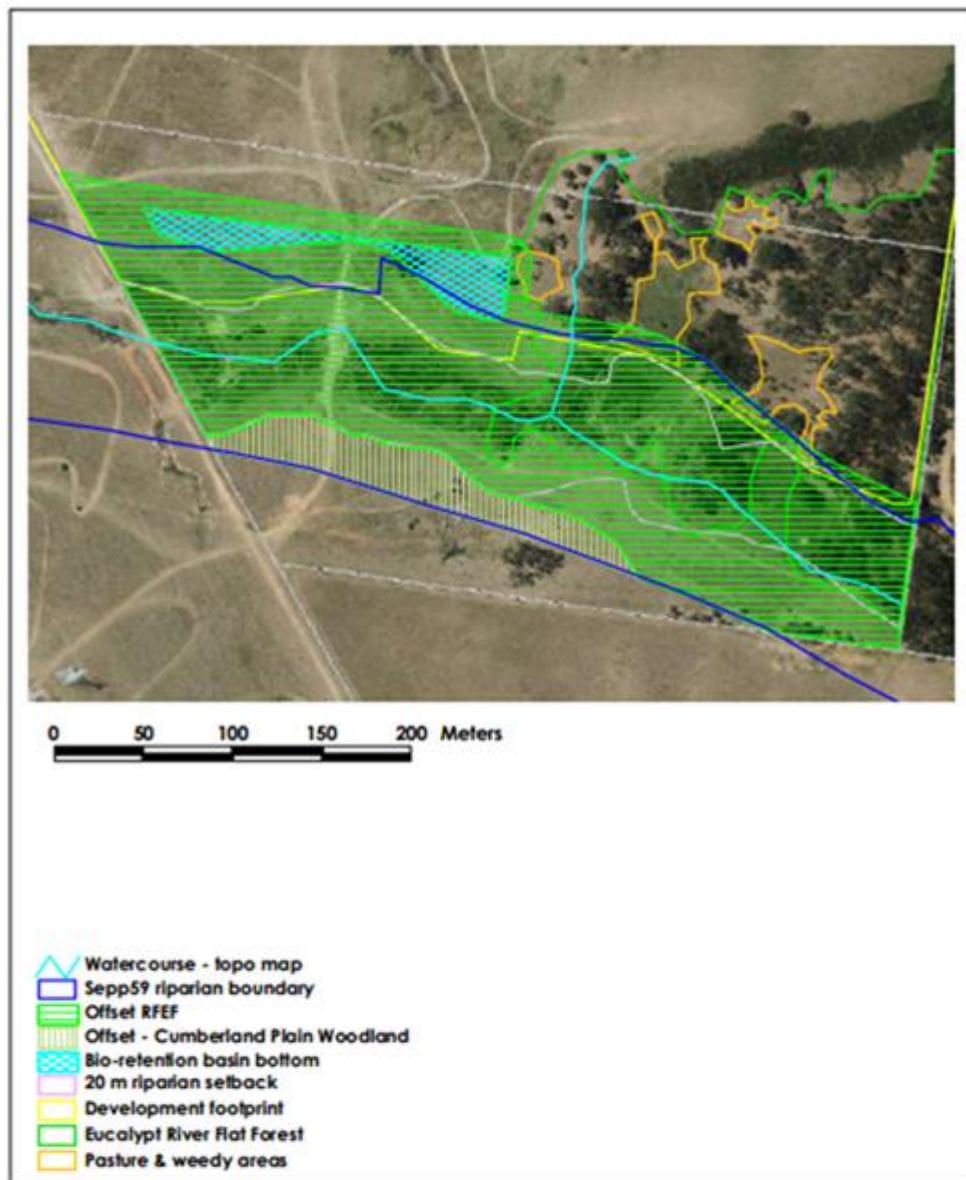 0 50 100 150 200 Meters
Watercourse - topo map
Sepp59 riparian boundary
Offset RFEF
Offset - Cumberland Plain Woodland
Bio-retention basin bottom
20 m riparian setback
Development footprint
Eucalypt River Flat Forest
Pasture & weedy areas